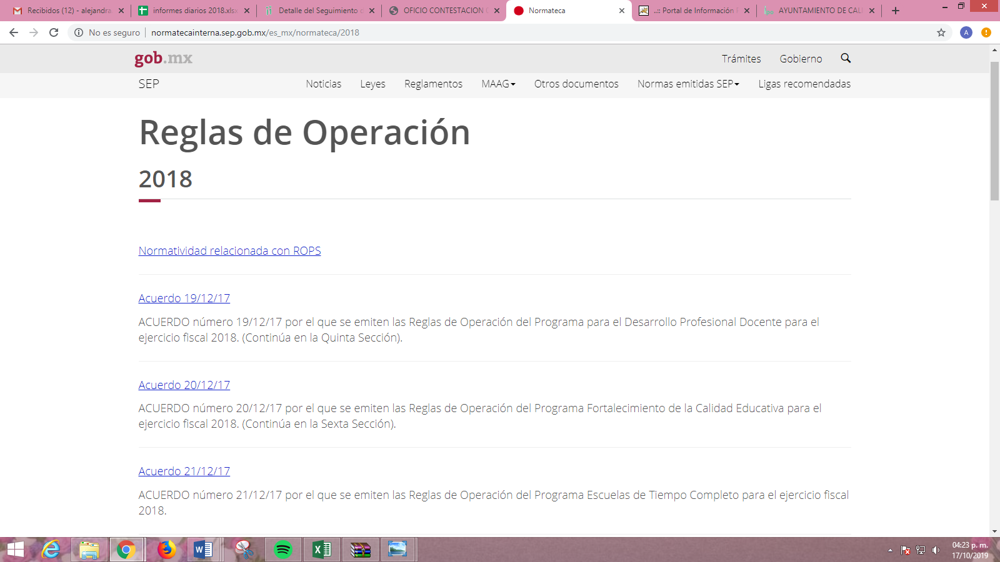 Recibidos (12) - alejandra
informes diarios 2018.xlsx
Detalle del Seguimiento
OFICIO CONTESTACION
Normateca
..:: Portal de Información
AYUNTAMIENTO DE
No es seguro
normatecainterna.sep.gob.mx/es_mx/normateca/2018
A
gob.mx
Trámites
Gobierno
SEP
Noticias
Leyes
Reglamentos
MAAG
Otros documentos
Normas emitidas SEP
Ligas recomendadas
Reglas de Operación
2018
Normatividad relacionada con ROPS
Acuerdo 19/12/17
ACUERDO número 19/12/17 por el que se emiten las Reglas de Operación del Programa para el Desarrollo Profesional Docente para el
ejercicio fiscal 2018. (Continúa en la Quinta Sección).
Acuerdo 20/12/17
ACUERDO número 20/12/17 por el que se emiten las Reglas de Operación del Programa Fortalecimiento de la Calidad Educativa para el
ejercicio fiscal 2018. (Continúa en la Sexta Sección).
Acuerdo 21/12/17
ACUERDO número 21/12/17 por el que se emiten las Reglas de Operación del Programa Escuelas de Tiempo Completo para el ejercicio fiscal
2018.
04:23 p. m.
17/10/2019